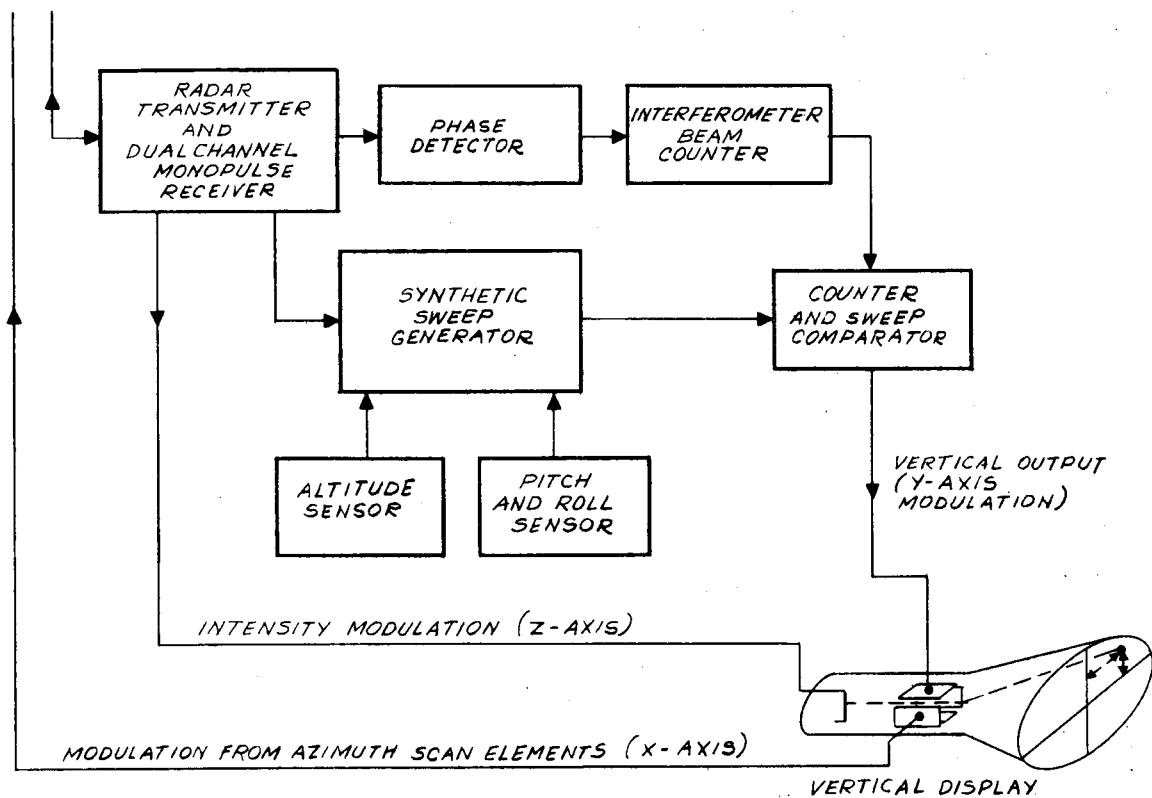 RADAR
TRANSMITTER
AND
DUAL CHANNEL
MONOPULSE
RECEIVER
PHASE
DETECTOR
INTERFEROMETER
BEAM
COUNTER
SYNTHETIC
SWEEP
GENERATOR
COUNTER
AND SWEEP
COMPARATOR
ALTITUDE
SENSOR
PITCH
AND ROLL
SENSOR
VERTICAL OUTPUT
(Y-AXIS
MODULATION)
INTENSITY MODULATION (Z-AXIS)
MODULATION FROM AZIMUTH SCAN ELEMENTS (X-AXIS)
VERTICAL DISPLAY